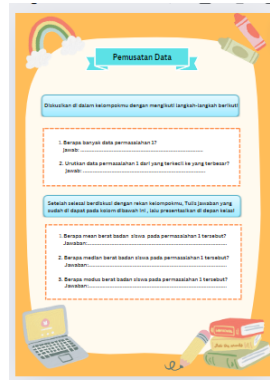 Pemusatan Data
Diskusikan di dalam kelompokmu dengan mengikuti langkah-langkah berikut!
1. Berapa banyak data permasalahan 1?
Jawab: ............................................................
2. Urutkan data permasalahan 1 dari yang terkecil ke yang terbesar?
Jawab: ............................................................
Setelah selesai berdiskusi dengan rekan kelompokmu, Tulis jawaban yang
sudah di dapat pada kolom dibawah ini, lalu presentasikan di depan kelas!
1. Berapa mean berat badan siswa pada permasalahan 1 tersebut?
Jawaban:............................................................
2. Berapa median berat badan siswa pada permasalahan 1 tersebut?
Jawaban:............................................................
3. Berapa modus berat badan siswa pada permasalahan 1 tersebut?
Jawaban:............................................................